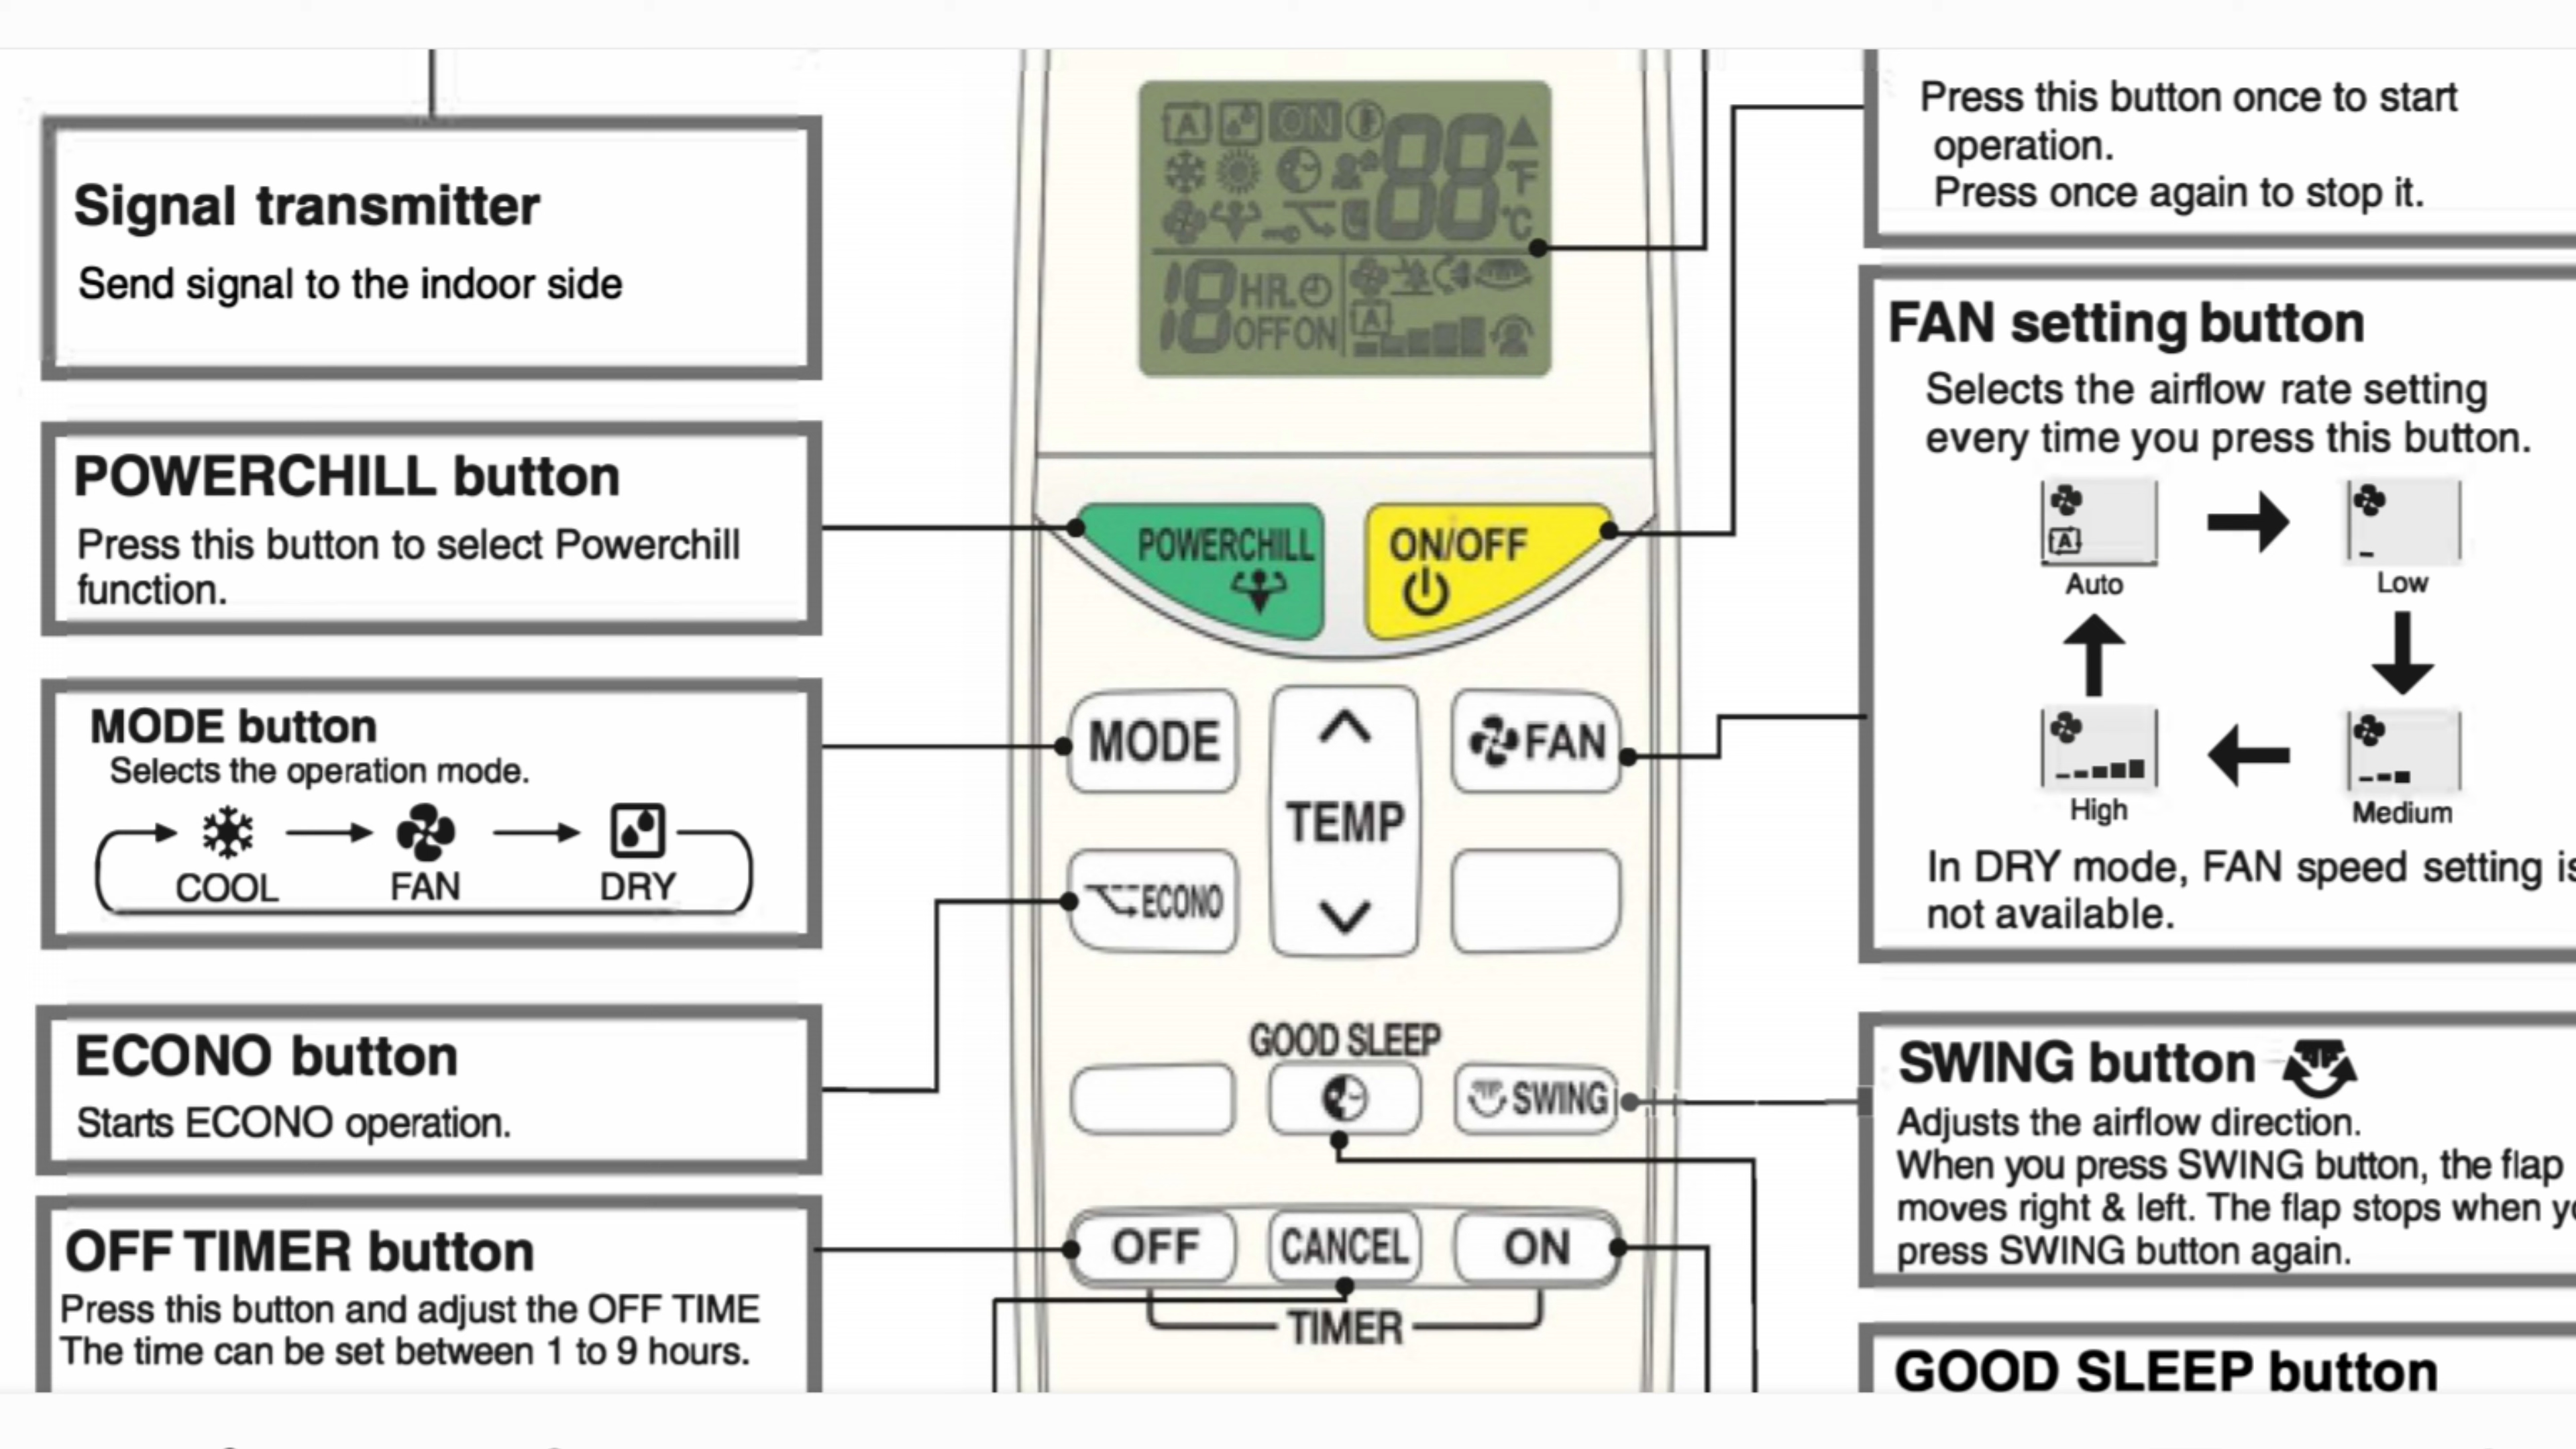 Signal transmitter
Send signal to the indoor side
POWERCHILL button
Press this button to select Powerchill
function.
MODE button
Selects the operation mode.
COOL FAN DRY
ECONO button
Starts ECONO operation.
OFF TIMER button
Press this button and adjust the OFF TIME
The time can be set between 1 to 9 hours.
A ON 88
°F
°C
18 HR.
OFF ON
A
POWERCHILL ON/OFF
MODE
FAN
TEMP
ECONO
GOOD SLEEP
SWING
OFF CANCEL ON
TIMER
Press this button once to start
operation.
Press once again to stop it.
FAN setting button
Selects the airflow rate setting
every time you press this button.
A
Auto Low
High Medium
In DRY mode, FAN speed setting is
not available.
SWING button
Adjusts the airflow direction.
When you press SWING button, the flap
moves right & left. The flap stops when yo
press SWING button again.
GOOD SLEEP button